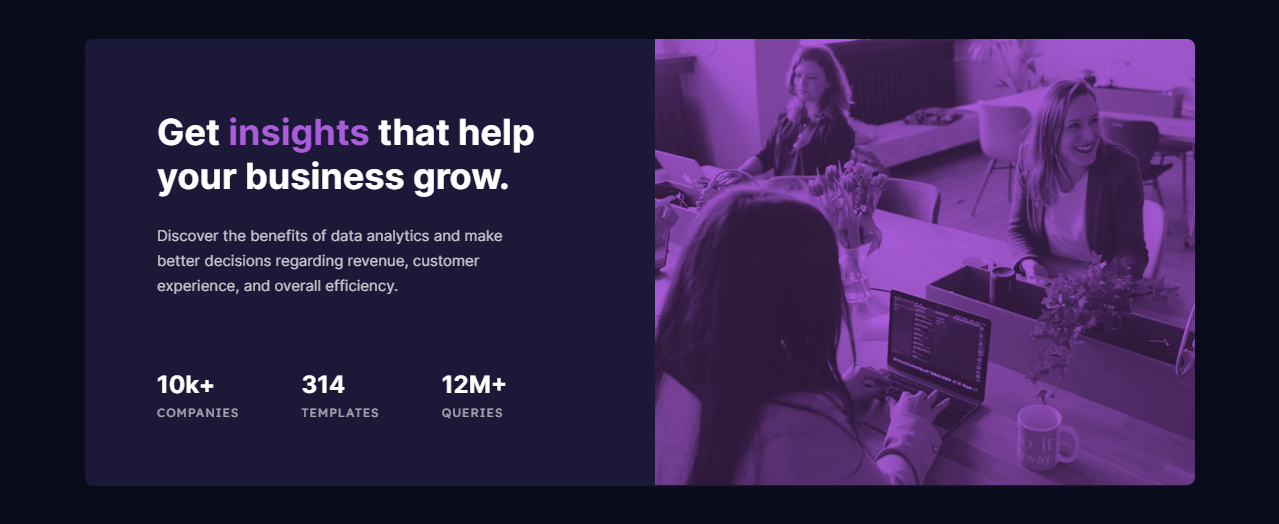 Get insights that help
your business grow.
Discover the benefits of data analytics and make
better decisions regarding revenue, customer
experience, and overall efficiency.
10k+ 314 12M+
COMPANIES TEMPLATES QUERIES